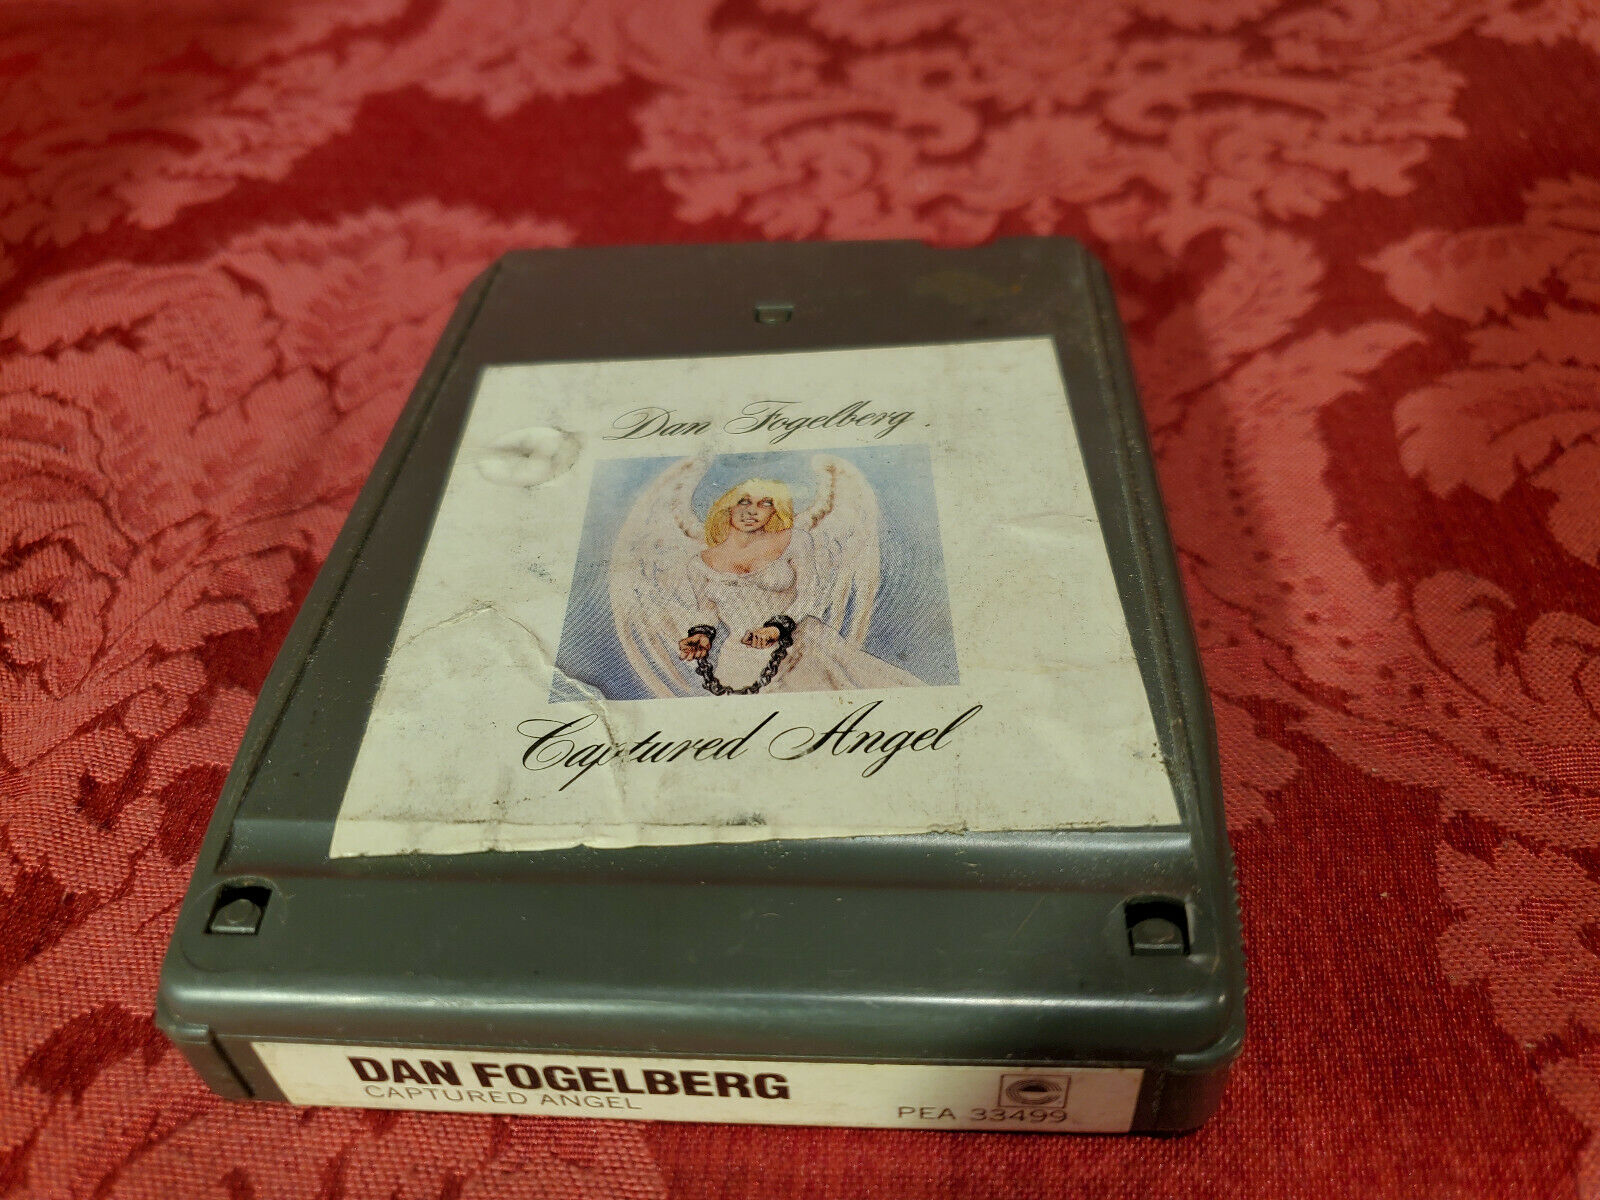 Dan Fogelberg
Captured Angel
DAN FOGELBERG
CAPTURED ANGEL
PEA 33499